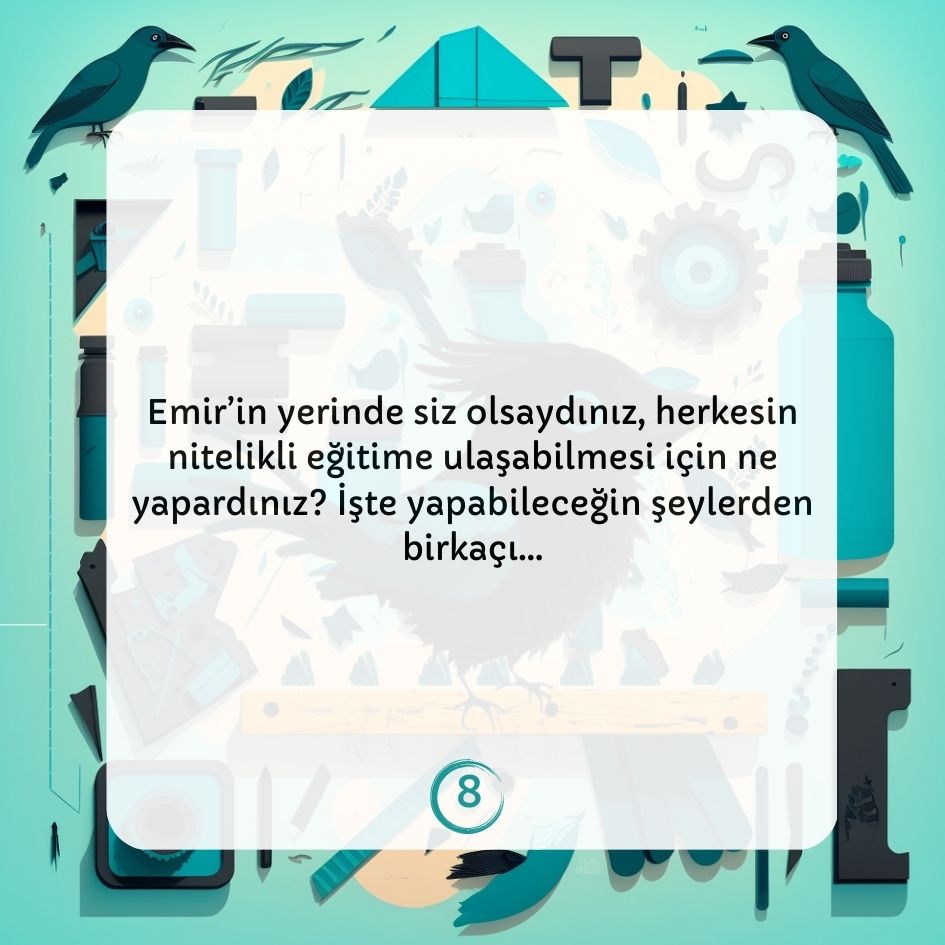 Emir’in yerinde siz olsaydınız, herkesin
nitelikli eğitime ulaşabilmesi için ne
yapardınız? İşte yapabileceğin şeylerden
birkaçı...
8